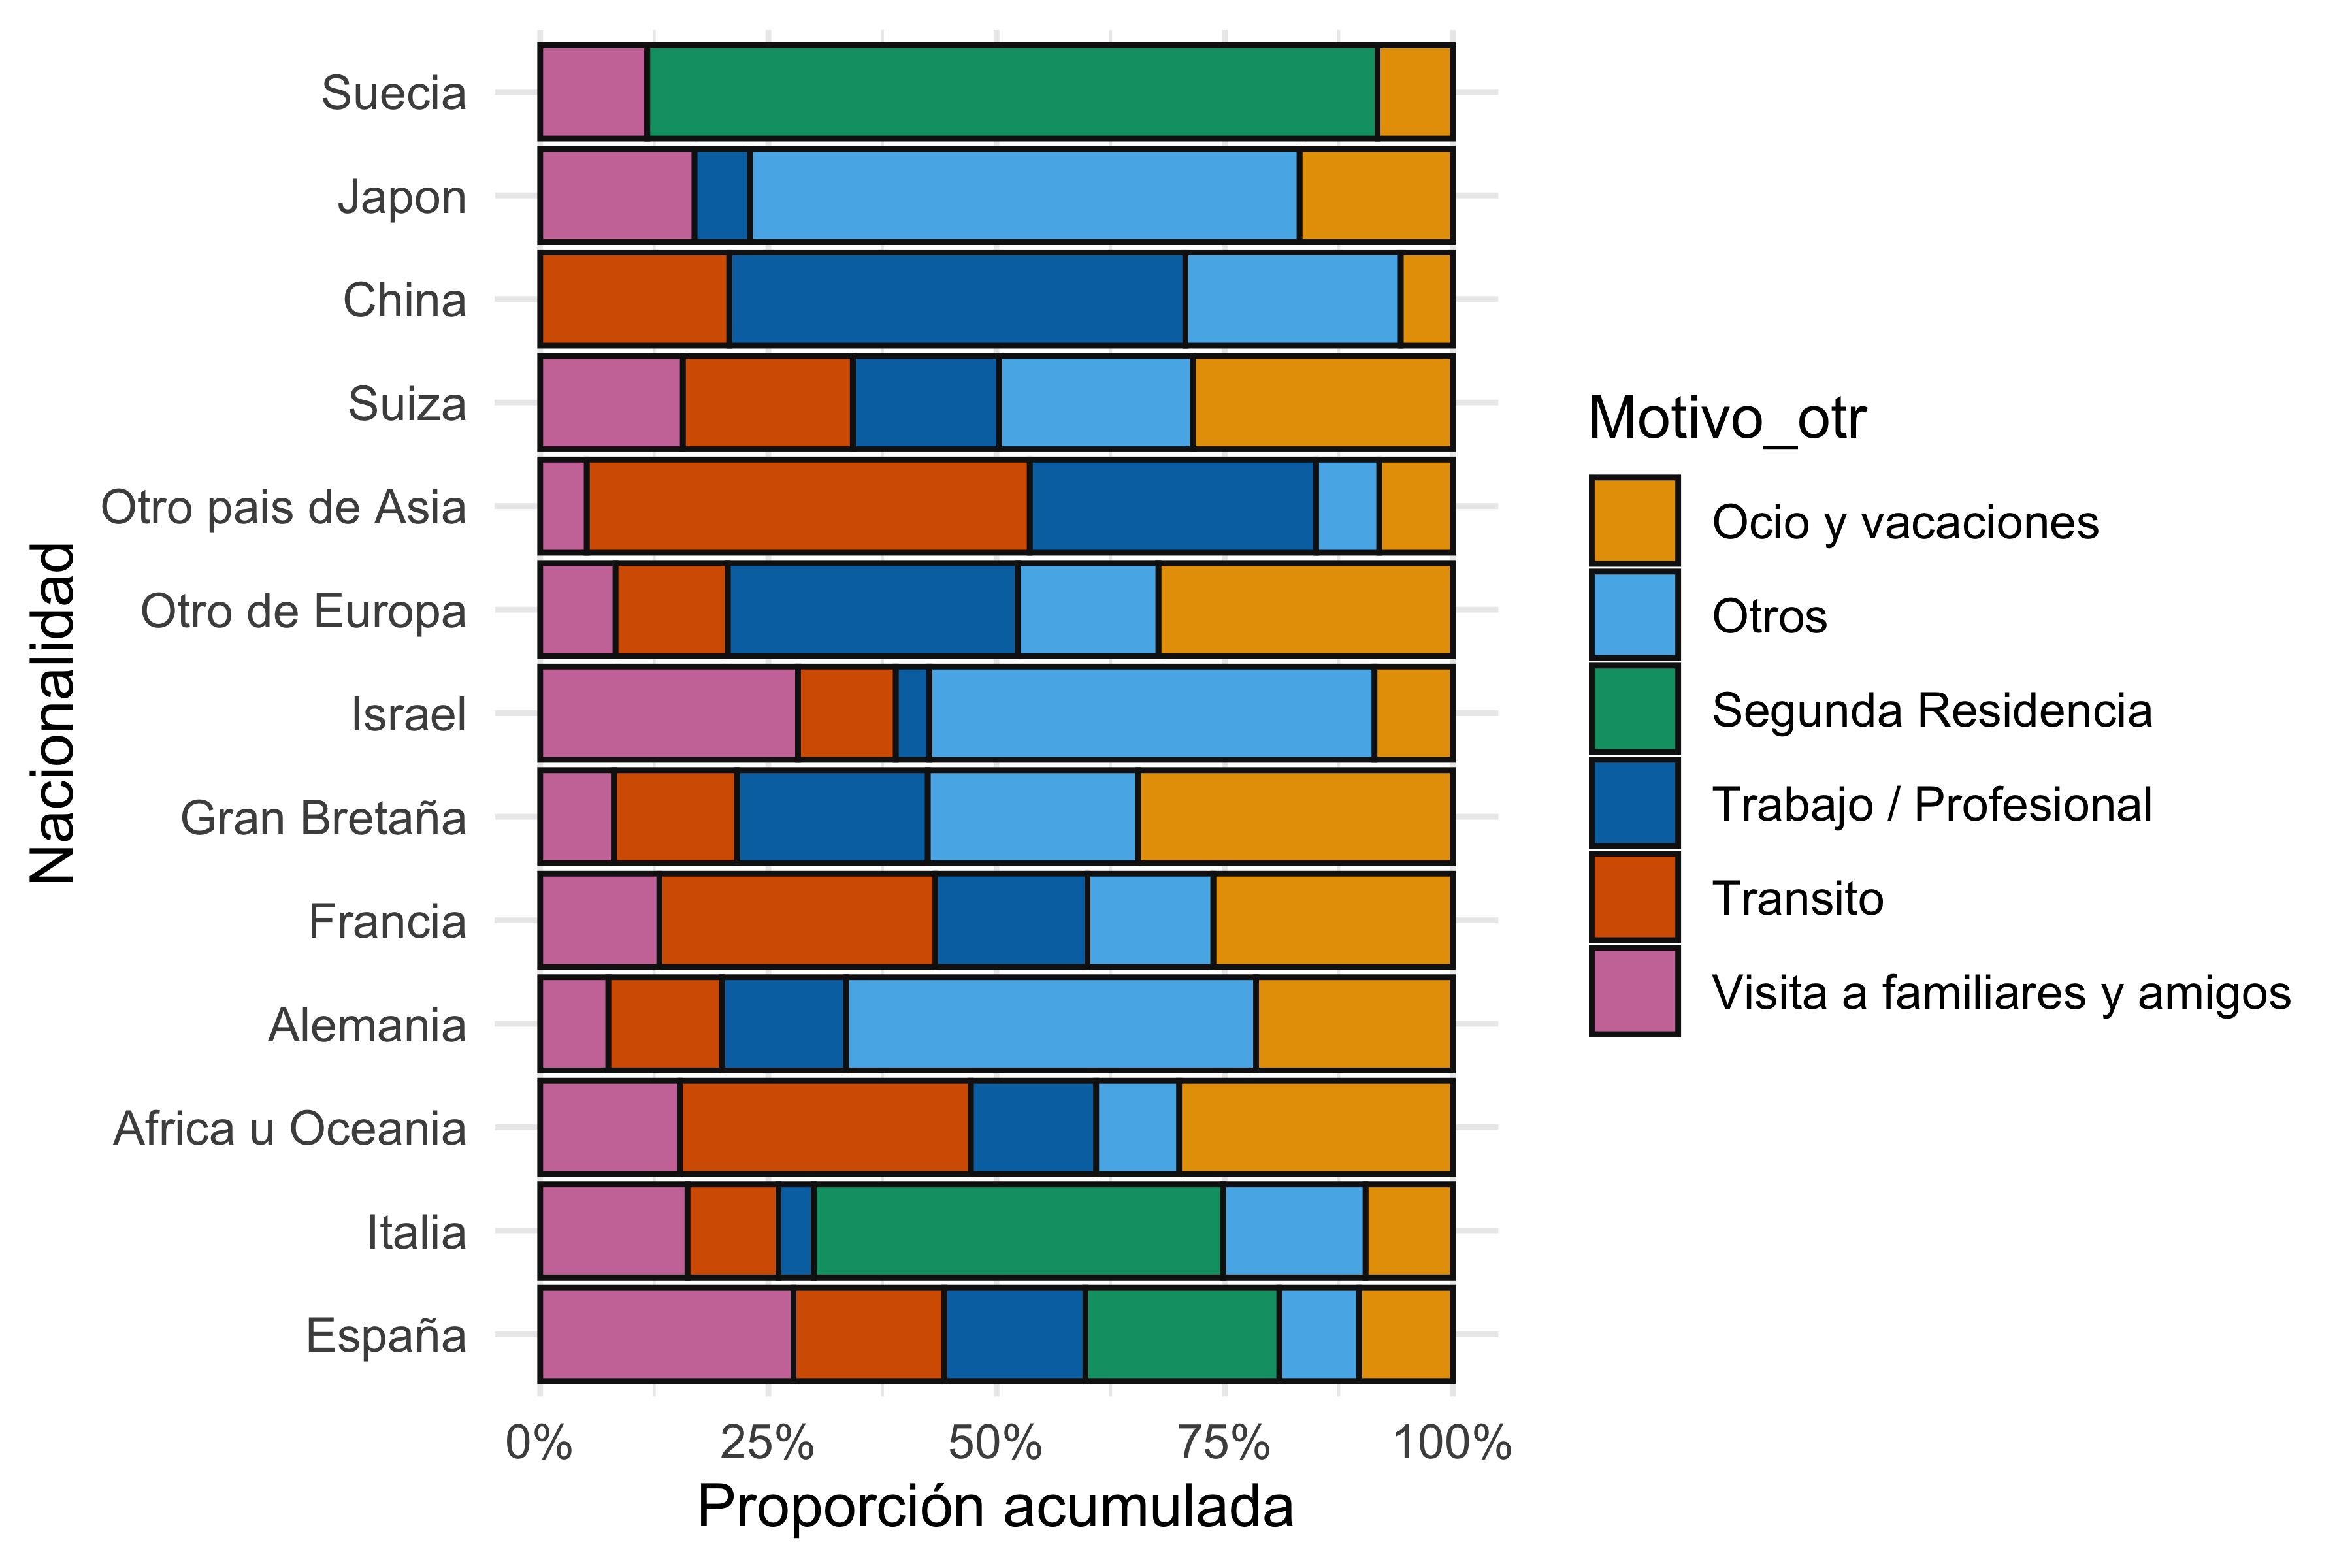 Nacionalidad
Suecia
Japon
China
Suiza
Otro pais de Asia
Otro de Europa
Israel
Gran Bretaña
Francia
Alemania
Africa u Oceania
Italia
España
0% 25% 50% 75% 100%
Proporción acumulada
Motivo_otr
Ocio y vacaciones
Otros
Segunda Residencia
Trabajo / Profesional
Transito
Visita a familiares y amigos